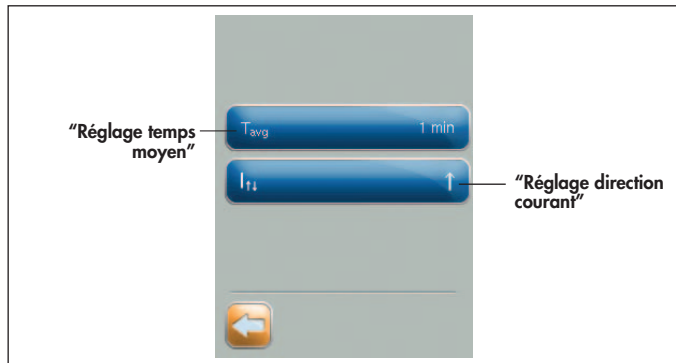 “Réglage temps
moyen”
Tavg 1 min
I↑↓ ↑
“Réglage direction
courant”